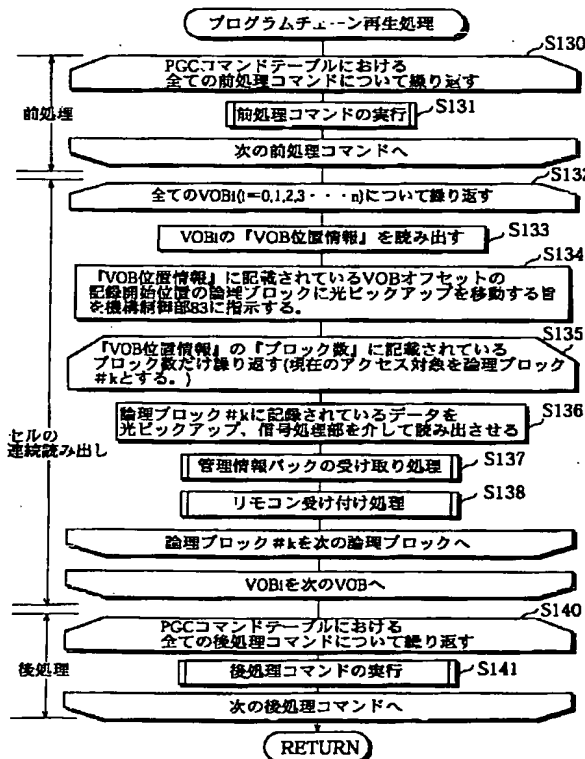 プログラムチェーン再生処理
S130
PGCコマンドテーブルにおける
全ての前処理コマンドについて繰り返す
前処理
前処理コマンドの実行
S131
次の前処理コマンドへ
S132
全てのVOBi(i=0,1,2,3・・・n)について繰り返す
VOBiの『VOB位置情報』を読み出す
S133
S134
『VOB位置情報』に記載されているVOBオフセットの
記録開始位置の論理ブロックに光ピックアップを移動する旨
を機構制御部83に指示する。
S135
『VOB位置情報』の『ブロック数』に記載されている
ブロック数だけ繰り返す(現在のアクセス対象を論理ブロック
#kとする。)
論理ブロック#kに記録されているデータを
光ピックアップ、信号処理部を介して読み出させる
S136
セルの
連続読み出し
管理情報パックの受け取り処理
S137
リモコン受け付け処理
S138
論理ブロック#kを次の論理ブロックへ
VOBiを次のVOBへ
S140
PGCコマンドテーブルにおける
全ての後処理コマンドについて繰り返す
後処理
後処理コマンドの実行
S141
次の後処理コマンドへ
RETURN